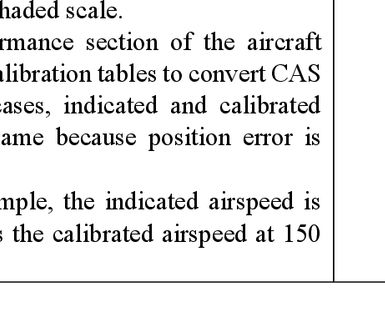 haded scale.
rmance section of the aircraft
alibration tables to convert CAS
cases, indicated and calibrated
ame because position error is
mple, the indicated airspeed is
s the calibrated airspeed at 150